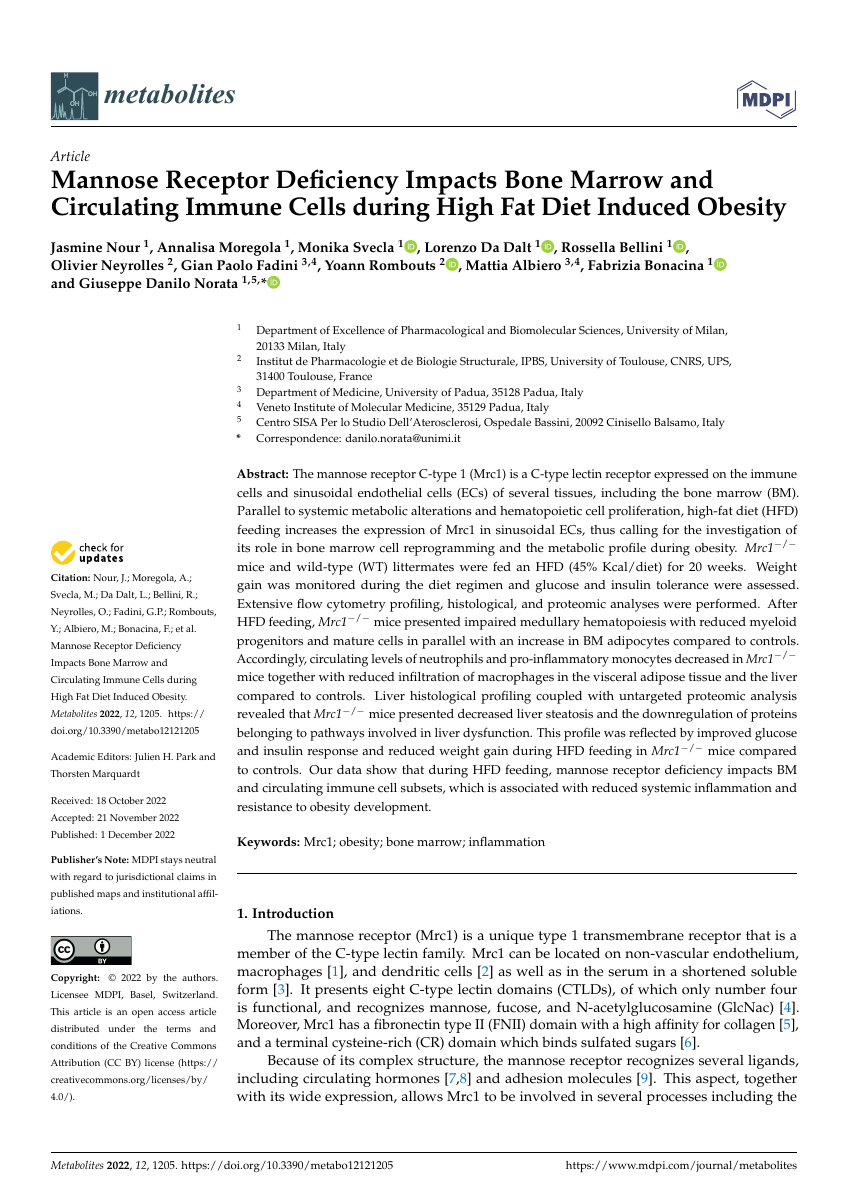 metabolites
MDPI
Article
Mannose Receptor Deficiency Impacts Bone Marrow and
Circulating Immune Cells during High Fat Diet Induced Obesity
Jasmine Nour 1, Annalisa Moregola 1, Monika Svecla 1, Lorenzo Da Dalt 1, Rossella Bellini 1,
Olivier Neyrolles 2, Gian Paolo Fadini 3,4, Yoann Rombouts 2, Mattia Albiero 3,4, Fabrizia Bonacina 1
and Giuseppe Danilo Norata 1,5,*
1 Department of Excellence of Pharmacological and Biomolecular Sciences, University of Milan,
20133 Milan, Italy
2 Institut de Pharmacologie et de Biologie Structurale, IPBS, University of Toulouse, CNRS, UPS,
31400 Toulouse, France
3 Department of Medicine, University of Padua, 35128 Padua, Italy
4 Veneto Institute of Molecular Medicine, 35129 Padua, Italy
5 Centro SISA Per lo Studio Dell'Aterosclerosi, Ospedale Bassini, 20092 Cinisello Balsamo, Italy
* Correspondence: danilo.norata@unimi.it
Abstract: The mannose receptor C-type 1 (Mrc1) is a C-type lectin receptor expressed on the immune
cells and sinusoidal endothelial cells (ECs) of several tissues, including the bone marrow (BM).
Parallel to systemic metabolic alterations and hematopoietic cell proliferation, high-fat diet (HFD)
feeding increases the expression of Mrc1 in sinusoidal ECs, thus calling for the investigation of
its role in bone marrow cell reprogramming and the metabolic profile during obesity. Mrc1−/−
mice and wild-type (WT) littermates were fed an HFD (45% Kcal/diet) for 20 weeks. Weight
gain was monitored during the diet regimen and glucose and insulin tolerance were assessed.
Extensive flow cytometry profiling, histological, and proteomic analyses were performed. After
HFD feeding, Mrc1−/− mice presented impaired medullary hematopoiesis with reduced myeloid
progenitors and mature cells in parallel with an increase in BM adipocytes compared to controls.
Accordingly, circulating levels of neutrophils and pro-inflammatory monocytes decreased in Mrc1−/−
mice together with reduced infiltration of macrophages in the visceral adipose tissue and the liver
compared to controls. Liver histological profiling coupled with untargeted proteomic analysis
revealed that Mrc1−/− mice presented decreased liver steatosis and the downregulation of proteins
belonging to pathways involved in liver dysfunction. This profile was reflected by improved glucose
and insulin response and reduced weight gain during HFD feeding in Mrc1−/− mice compared
to controls. Our data show that during HFD feeding, mannose receptor deficiency impacts BM
and circulating immune cell subsets, which is associated with reduced systemic inflammation and
resistance to obesity development.
Keywords: Mrc1; obesity; bone marrow; inflammation
check for
updates
Citation: Nour, J.; Moregola, A.;
Svecla, M.; Da Dalt, L.; Bellini, R.;
Neyrolles, O.; Fadini, G.P.; Rombouts,
Y.; Albiero, M.; Bonacina, F.; et al.
Mannose Receptor Deficiency
Impacts Bone Marrow and
Circulating Immune Cells during
High Fat Diet Induced Obesity.
Metabolites 2022, 12, 1205. https://
doi.org/10.3390/metabo12121205
Academic Editors: Julien H. Park and
Thorsten Marquardt
Received: 18 October 2022
Accepted: 21 November 2022
Published: 1 December 2022
Publisher's Note: MDPI stays neutral
with regard to jurisdictional claims in
published maps and institutional affil-
iations.
CC BY
Copyright: © 2022 by the authors.
Licensee MDPI, Basel, Switzerland.
This article is an open access article
distributed under the terms and
conditions of the Creative Commons
Attribution (CC BY) license (https://
creativecommons.org/licenses/by/
4.0/).
1. Introduction
The mannose receptor (Mrc1) is a unique type 1 transmembrane receptor that is a
member of the C-type lectin family. Mrc1 can be located on non-vascular endothelium,
macrophages [1], and dendritic cells [2] as well as in the serum in a shortened soluble
form [3]. It presents eight C-type lectin domains (CTLDs), of which only number four
is functional, and recognizes mannose, fucose, and N-acetylglucosamine (GlcNac) [4].
Moreover, Mrc1 has a fibronectin type II (FNII) domain with a high affinity for collagen [5],
and a terminal cysteine-rich (CR) domain which binds sulfated sugars [6].
Because of its complex structure, the mannose receptor recognizes several ligands,
including circulating hormones [7,8] and adhesion molecules [9]. This aspect, together
with its wide expression, allows Mrc1 to be involved in several processes including the
Metabolites 2022, 12, 1205. https://doi.org/10.3390/metabo12121205
https://www.mdpi.com/journal/metabolites